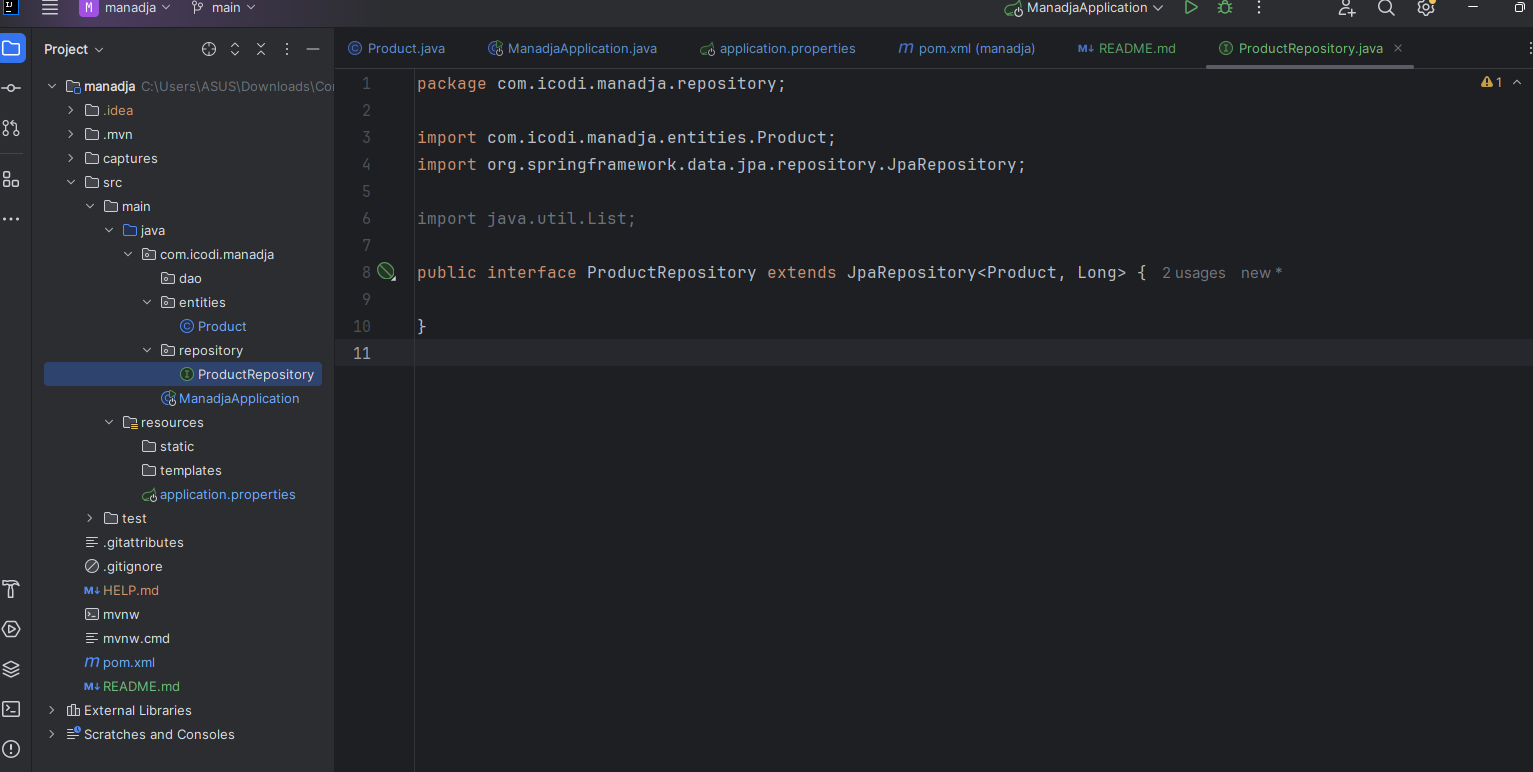 M manadja main ManadjaApplication
Project
Product.java ManadjaApplication.java application.properties m pom.xml (manadja) M↓ README.md ProductRepository.java
manadja C:\Users\ASUS\Downloads\Co
.idea
.mvn
captures
src
main
java
com.icodi.manadja
dao
entities
Product
repository
ProductRepository
ManadjaApplication
resources
static
templates
application.properties
test
.gitattributes
.gitignore
M↓ HELP.md
mvnw
mvnw.cmd
m pom.xml
M↓ README.md
External Libraries
Scratches and Consoles
1 package com.icodi.manadja.repository;
2
3 import com.icodi.manadja.entities.Product;
4 import org.springframework.data.jpa.repository.JpaRepository;
5
6 import java.util.List;
7
8 public interface ProductRepository extends JpaRepository<Product, Long> { 2 usages new *
9
10 }
11
1